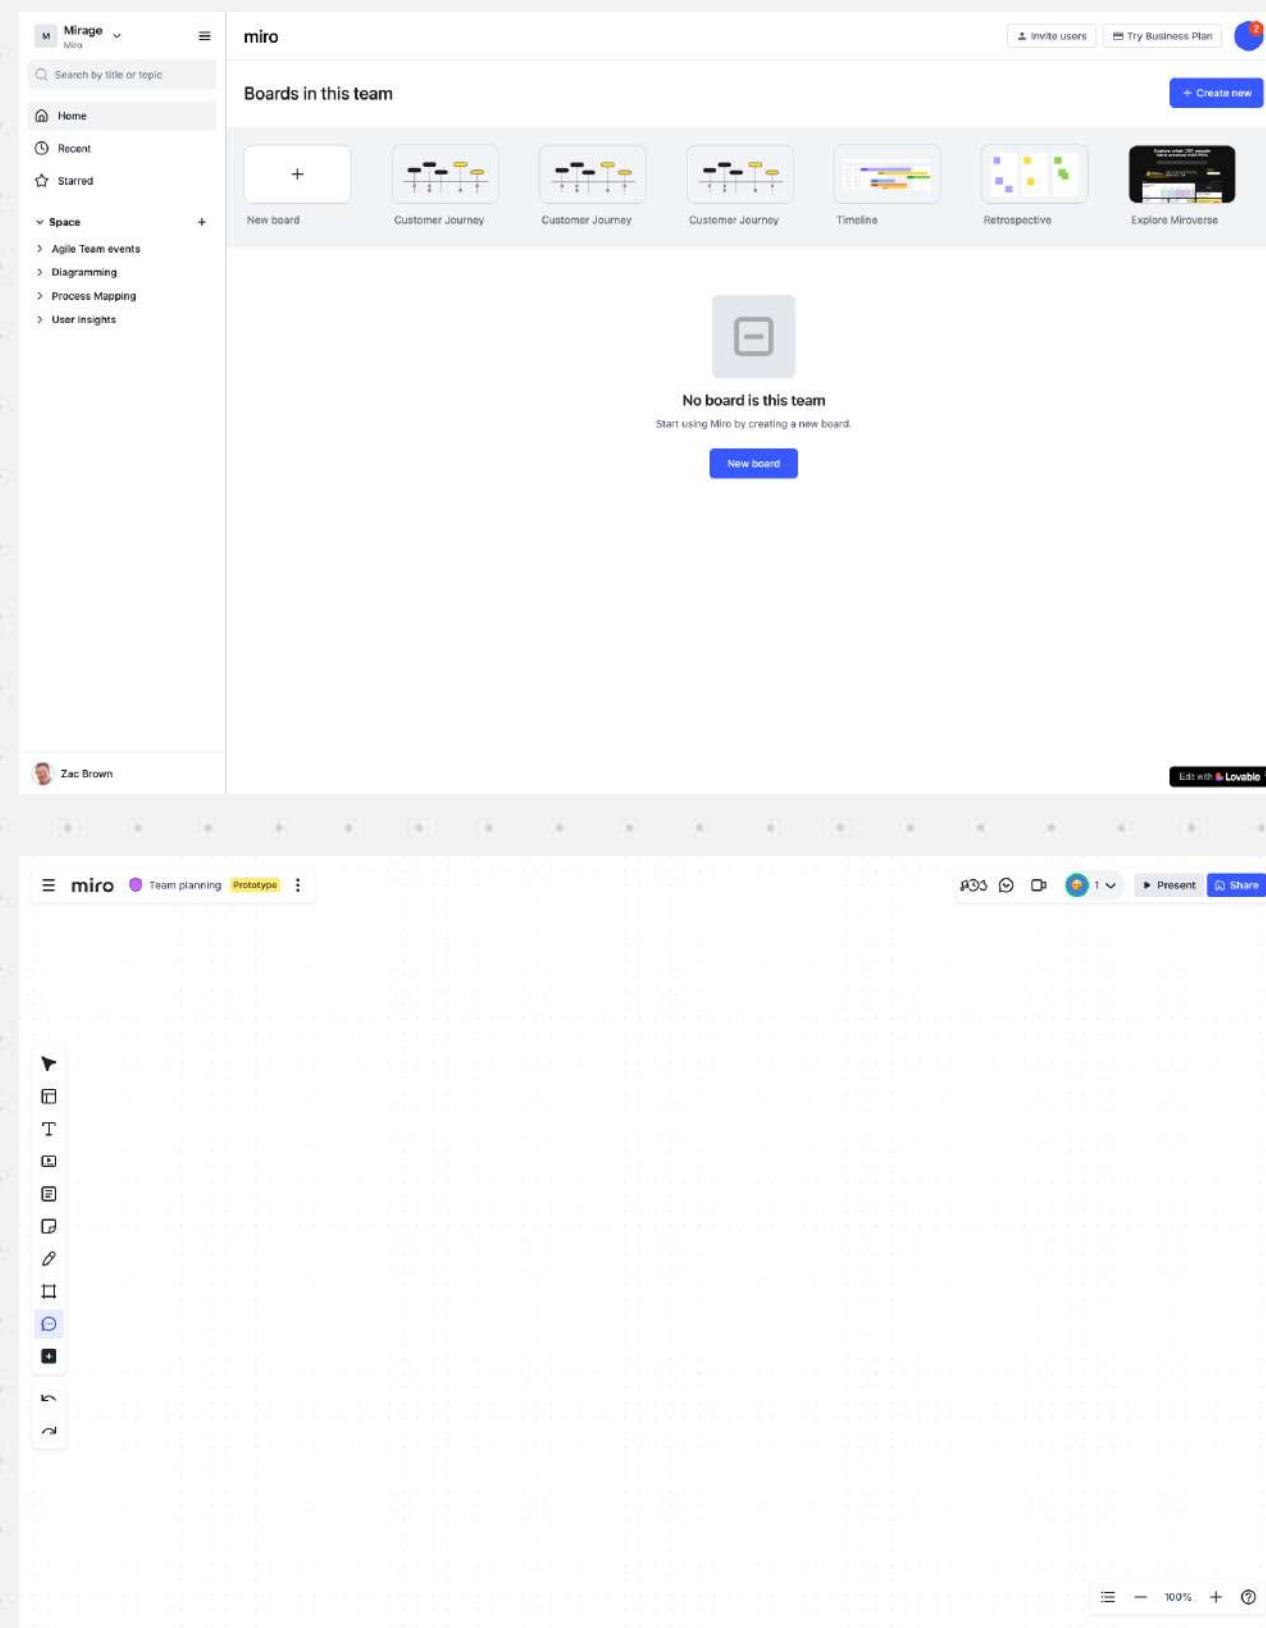 M
Mirage
Miro
miro
Invite users
Try Business Plan
2
Search by title or topic
Boards in this team
+ Create new
Home
Recent
Starred
New board
Customer Journey
Customer Journey
Customer Journey
Timeline
Retrospective
Explore Miroverse
Space
Agile Team events
Diagramming
Process Mapping
User insights
No board is this team
Start using Miro by creating a new board.
New board
Zac Brown
Edit with Lovable
miro
Team planning
Prototype
1
Present
Share
100%